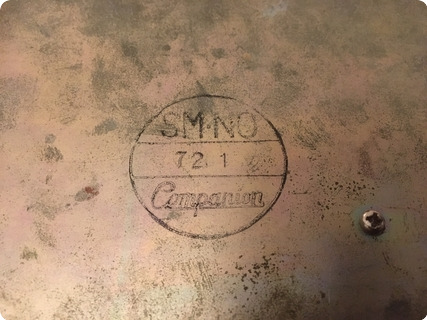 SM-NO
72 1
Companion